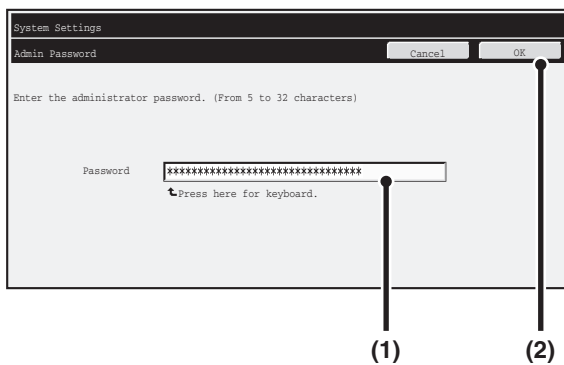 System Settings
Admin Password Cancel OK
Enter the administrator password. (From 5 to 32 characters)
Password ********************************
Press here for keyboard.
(1) (2)